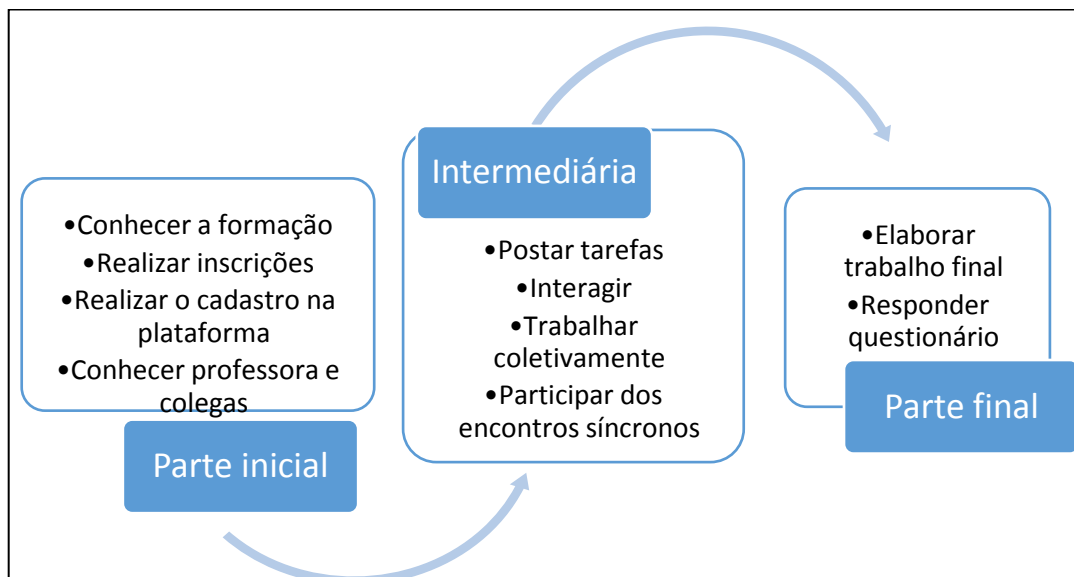 •Conhecer a formação
•Realizar inscrições
•Realizar o cadastro na
plataforma
•Conhecer professora e
colegas
Parte inicial
Intermediária
•Postar tarefas
•Interagir
•Trabalhar
coletivamente
•Participar dos
encontros síncronos
•Elaborar
trabalho final
•Responder
questionário
Parte final